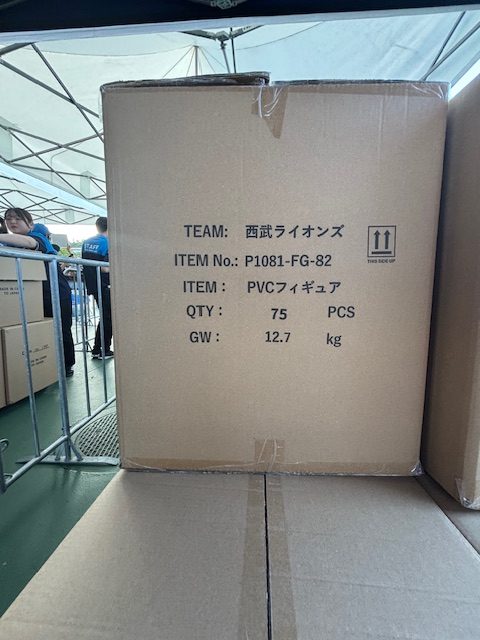 TEAM: 西武ライオンズ
ITEM No.: P1081-FG-82
ITEM： PVCフィギュア
QTY： 75 PCS
GW： 12.7 kg
THIS SIDE UP
STAFF